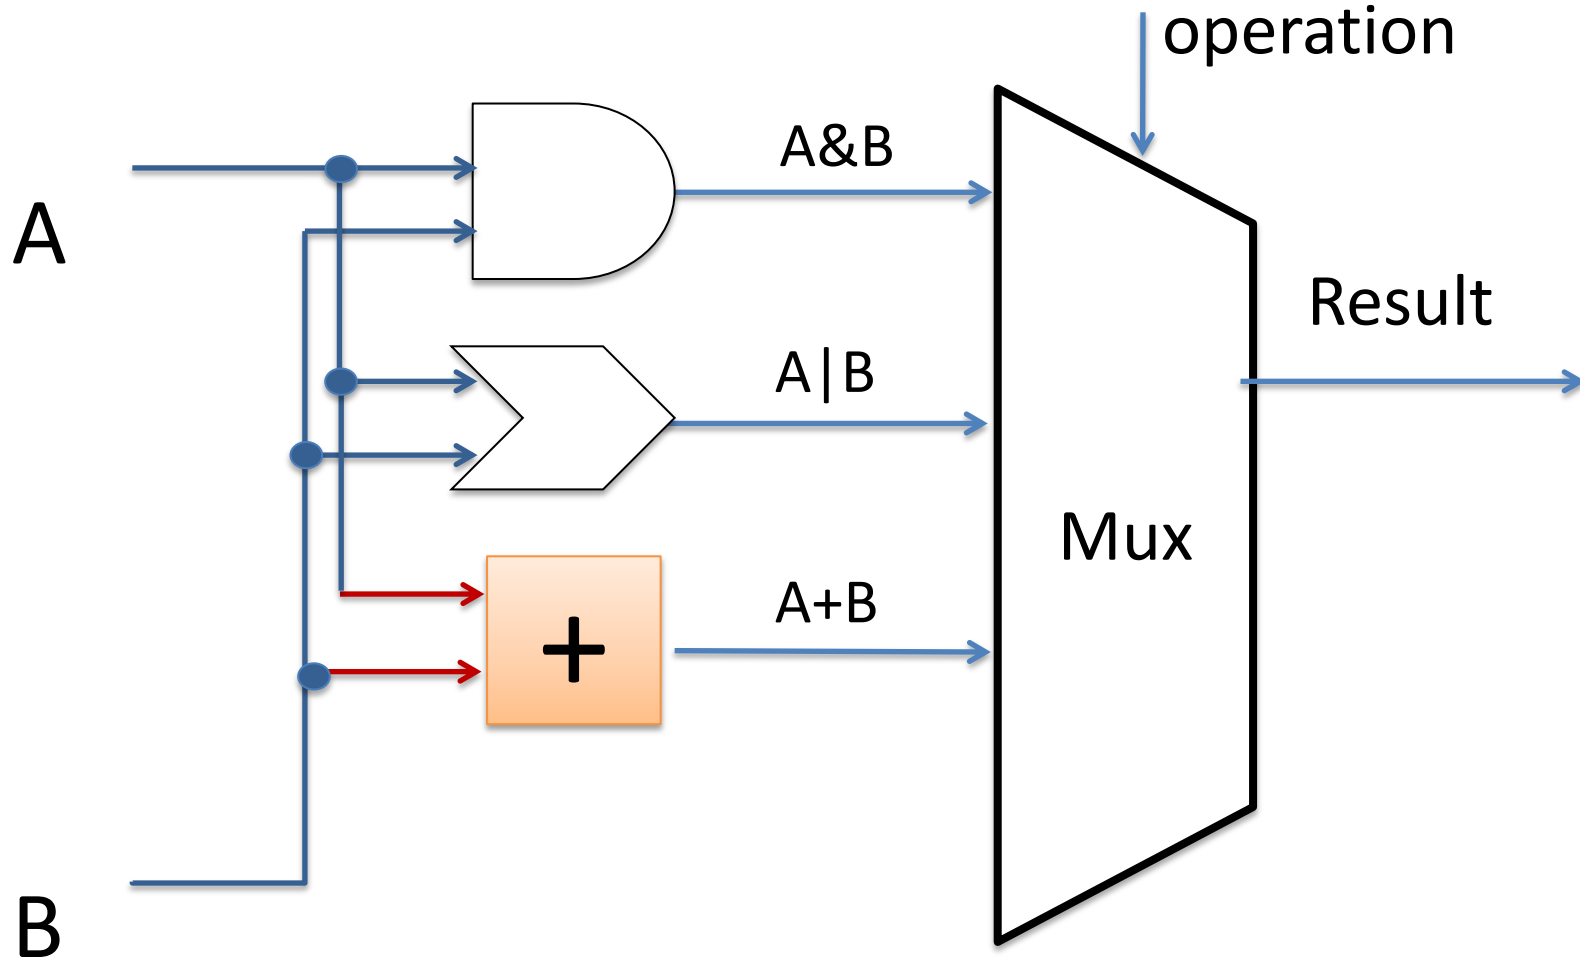 operation
A&B
A
Result
A|B
Mux
A+B
+
B